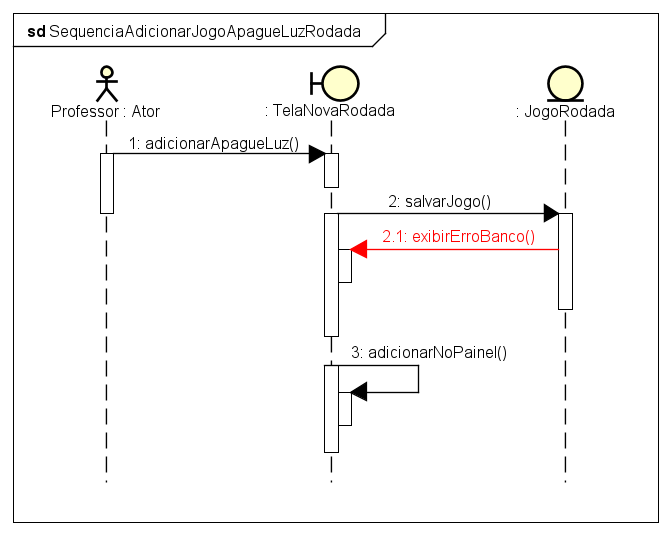 sd SequenciaAdicionarJogoApagueLuzRodada
Professor : Ator
: TelaNovaRodada
: JogoRodada
1: adicionarApagueLuz()
2: salvarJogo()
2.1: exibirErroBanco()
3: adicionarNoPainel()